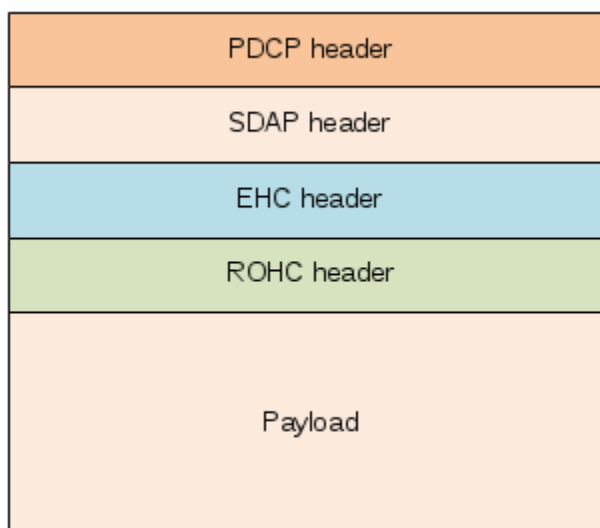 PDCP header
SDAP header
EHC header
ROHC header
Payload